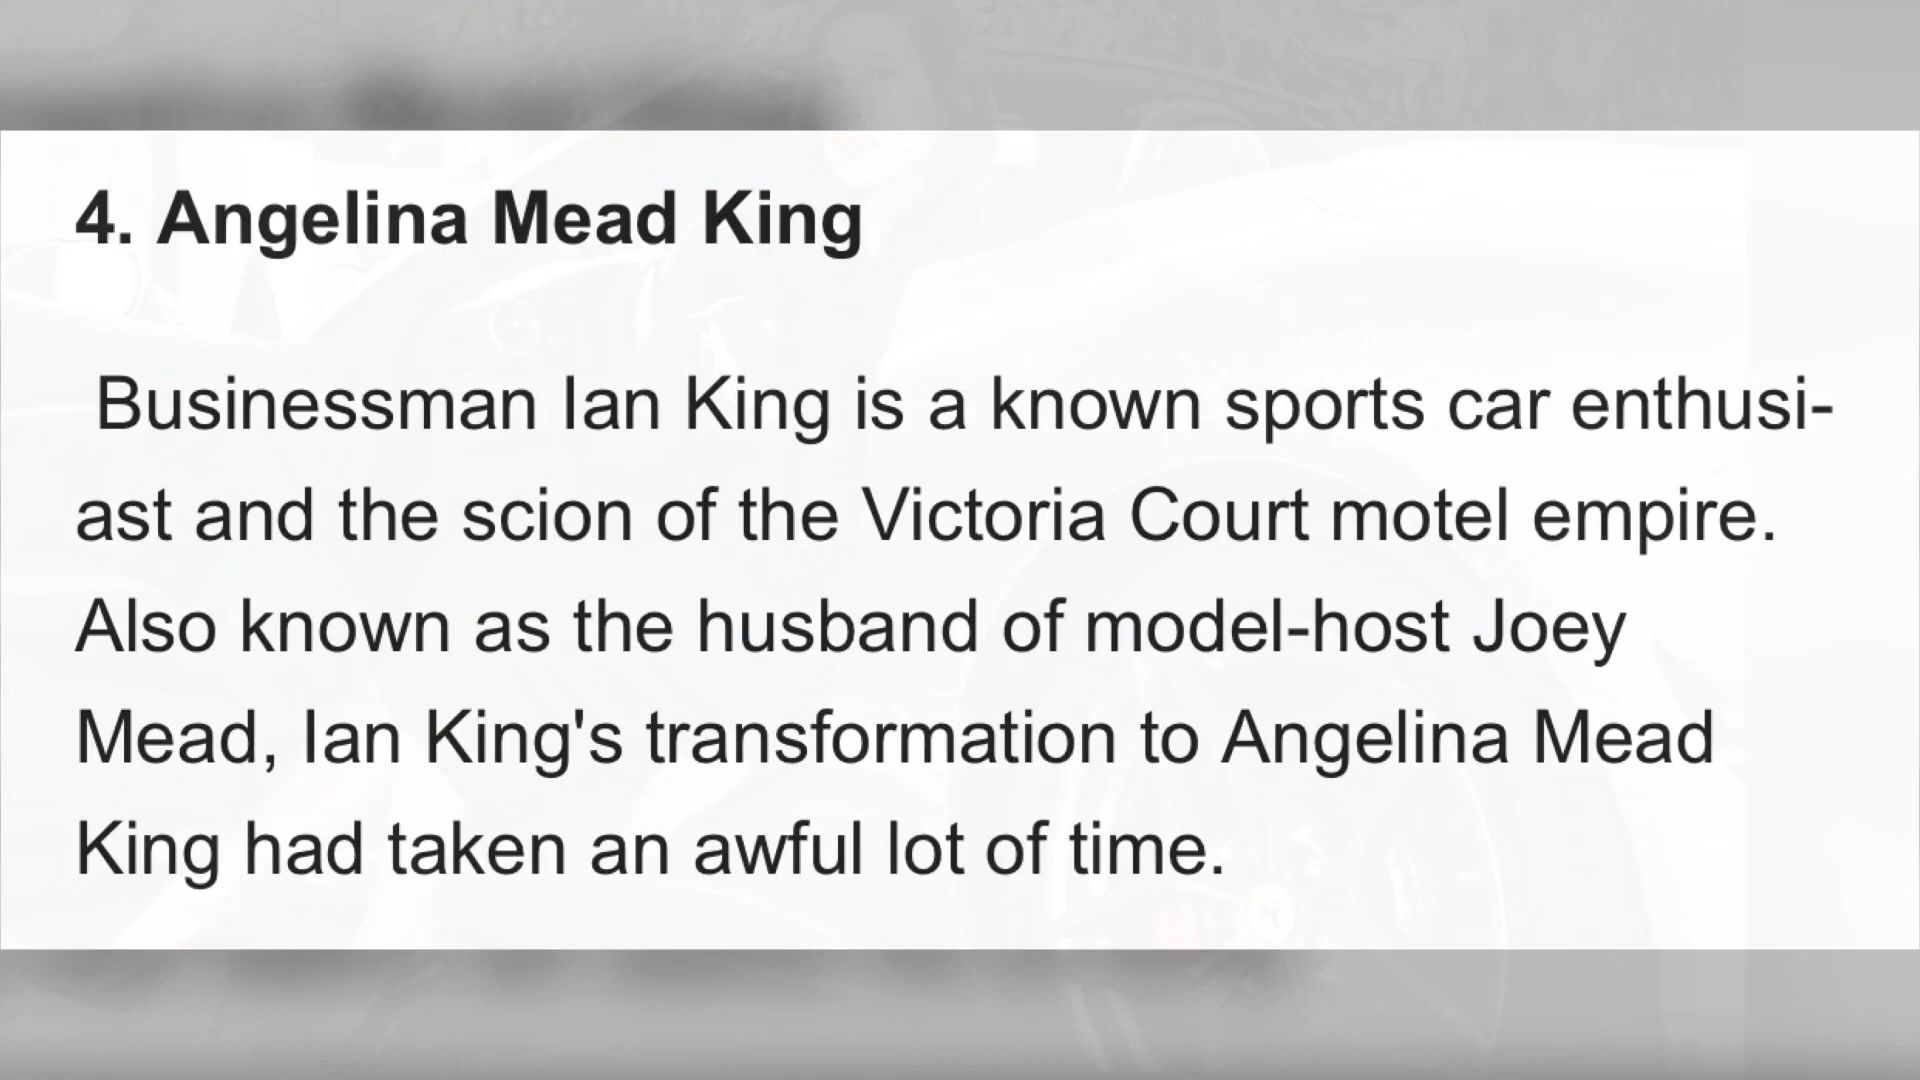 4. Angelina Mead King
Businessman Ian King is a known sports car enthusi-
ast and the scion of the Victoria Court motel empire.
Also known as the husband of model-host Joey
Mead, Ian King's transformation to Angelina Mead
King had taken an awful lot of time.